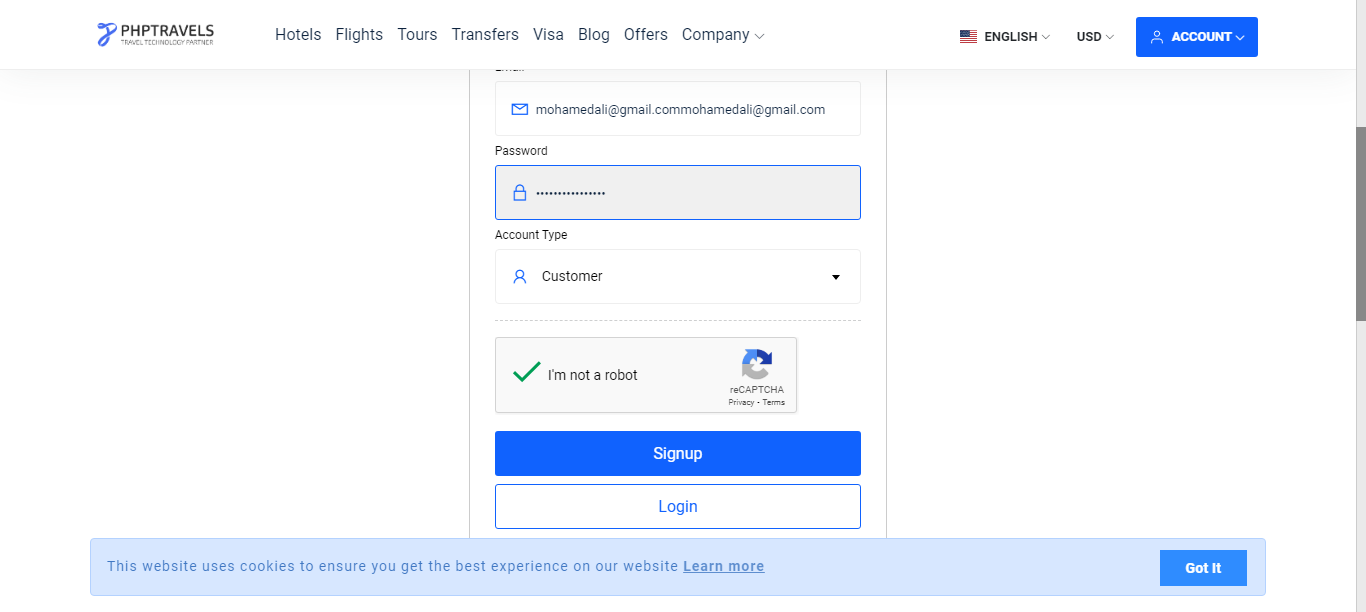 PHPTRAVELS
TRAVEL TECHNOLOGY PARTNER
Hotels Flights Tours Transfers Visa Blog Offers Company
ENGLISH USD ACCOUNT
Email
mohamedali@gmail.commohamedali@gmail.com
Password
Account Type
Customer
I'm not a robot
reCAPTCHA
Privacy - Terms
Signup
Login
This website uses cookies to ensure you get the best experience on our website Learn more
Got It